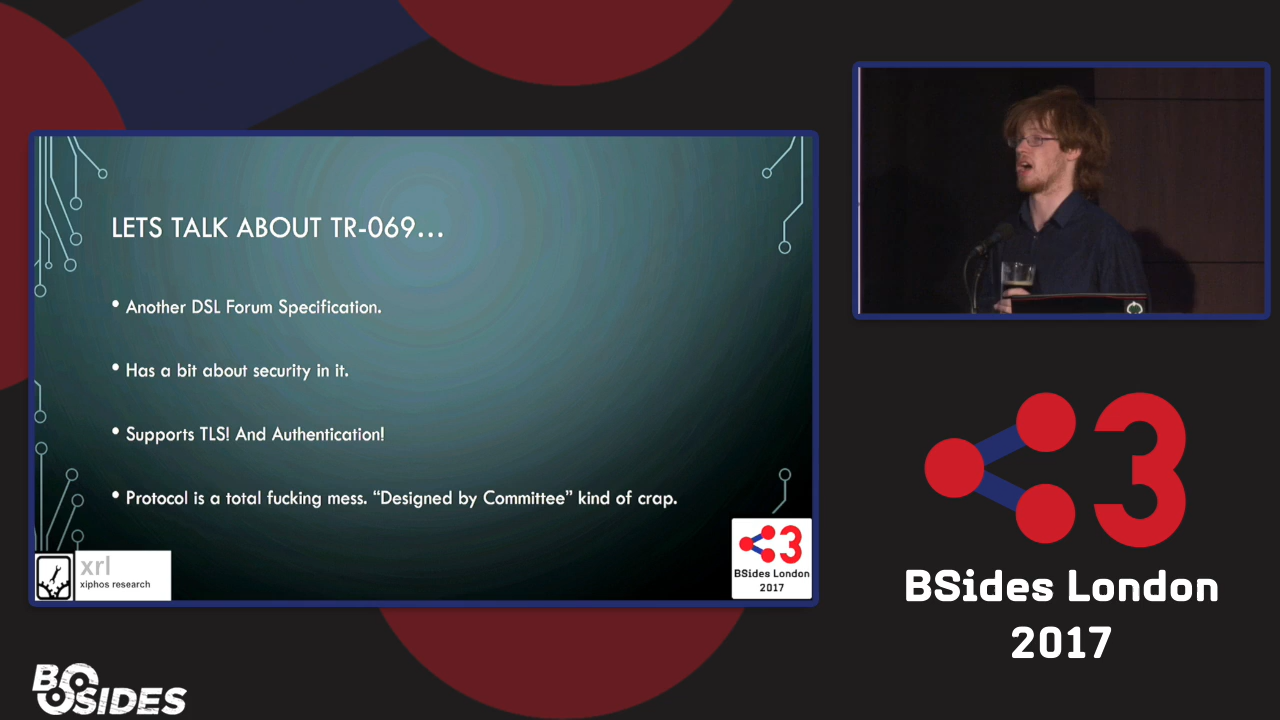 LETS TALK ABOUT TR-069...
• Another DSL Forum Specification.
• Has a bit about security in it.
• Supports TLS! And Authentication!
• Protocol is a total fucking mess. “Designed by Committee” kind of crap.
xrl
xiphos research
3
BSides London
2017
3
BSides London
2017
BSIDES